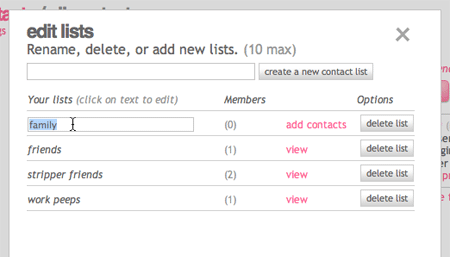 edit lists
Rename, delete, or add new lists. (10 max)
create a new contact list
Your lists (click on text to edit) Members Options
family (0) add contacts delete list
friends (1) view delete list
stripper friends (2) view delete list
work peeps (1) view delete list